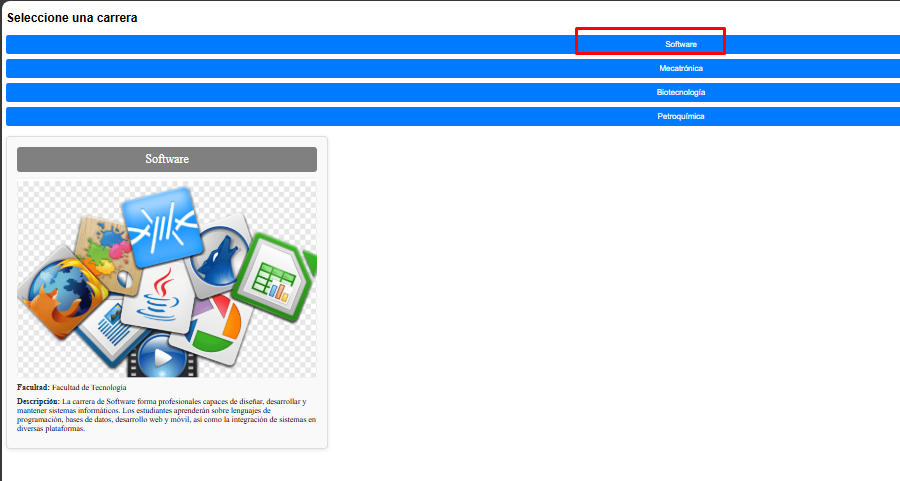 Seleccione una carrera
Software
Mecatrónica
Biotecnología
Petroquímica
Software
Facultad: Facultad de Tecnología
Descripción: La carrera de Software forma profesionales capaces de diseñar, desarrollar y
mantener sistemas informáticos. Los estudiantes aprenderán sobre lenguajes de
programación, bases de datos, desarrollo web y móvil, así como la integración de sistemas en
diversas plataformas.